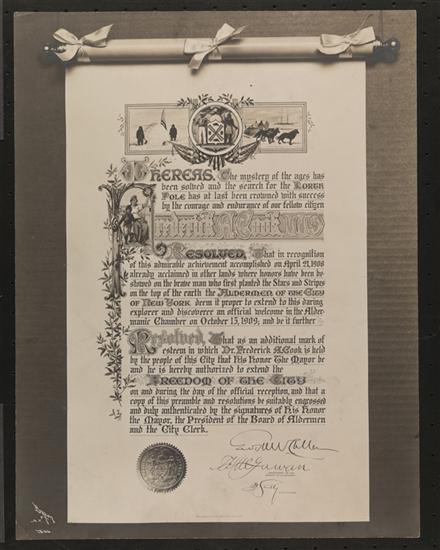 WHEREAS, The mystery of the ages has
been solved and the search for the NORTH
POLE has at last been crowned with success
by the courage and endurance of our fellow citizen
Frederick A. Cook M.D.
RESOLVED, That in recognition
of this admirable achievement accomplished on April 21, 1908
already acclaimed in other lands where honors have been be-
stowed on the brave man who first planted the Stars and Stripes
on the top of the earth the ALDERMEN OF THE CITY
OF NEW YORK deem it proper to extend to this daring
explorer and discoverer an official welcome in the Alder-
manic Chamber on October 15, 1909; and be it further
Resolved, That as an additional mark of
esteem in which Dr. Frederick A. Cook is held
by the people of this City that His Honor The Mayor be
and he is hereby authorized to extend the
FREEDOM OF THE CITY
on and during the day of the official reception, and that a
copy of this preamble and resolutions be suitably engrossed
and duly authenticated by the signatures of His Honor
the Mayor, the President of the Board of Aldermen
and the City Clerk.